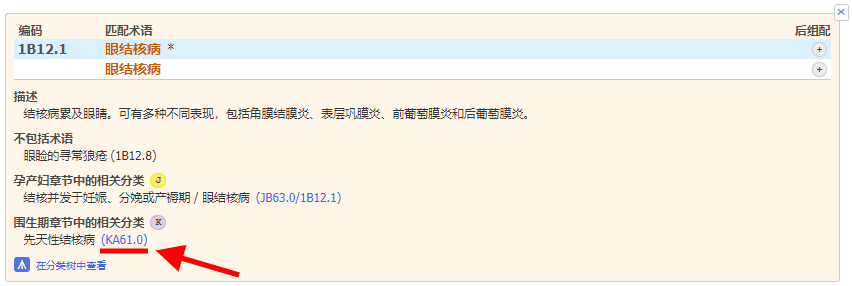 编码 匹配术语 后组配
1B12.1 眼结核病 * +
眼结核病 +
描述
结核病累及眼睛。可有多种不同表现，包括角膜结膜炎、表层巩膜炎、前葡萄膜炎和后葡萄膜炎。
不包括术语
眼睑的寻常狼疮 (1B12.8)
孕产妇章节中的相关分类 J
结核并发于妊娠、分娩或产褥期 / 眼结核病 (JB63.0/1B12.1)
围生期章节中的相关分类 K
先天性结核病 (KA61.0)
在分类树中查看